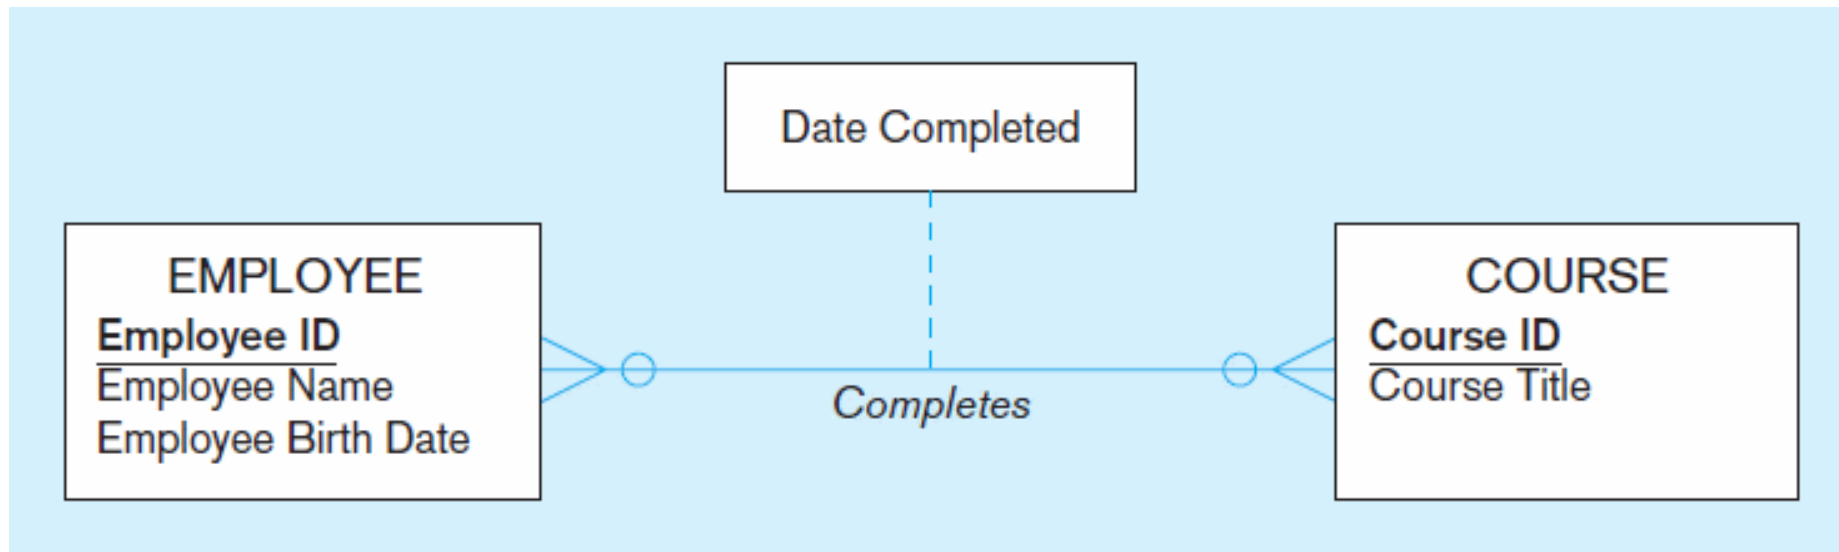 Date Completed
EMPLOYEE
Employee ID
Employee Name
Employee Birth Date
Completes
COURSE
Course ID
Course Title